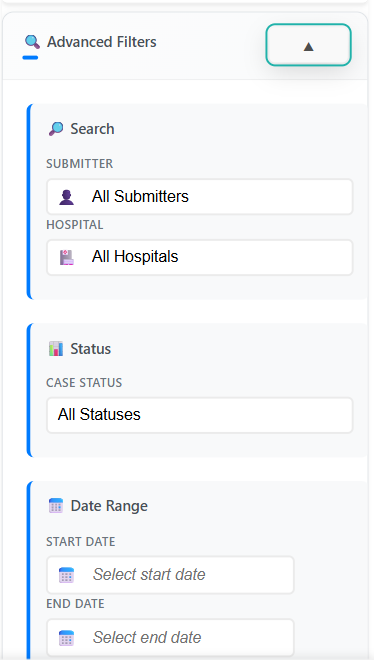 Advanced Filters
▲
Search
SUBMITTER
All Submitters
HOSPITAL
All Hospitals
Status
CASE STATUS
All Statuses
Date Range
START DATE
Select start date
END DATE
Select end date